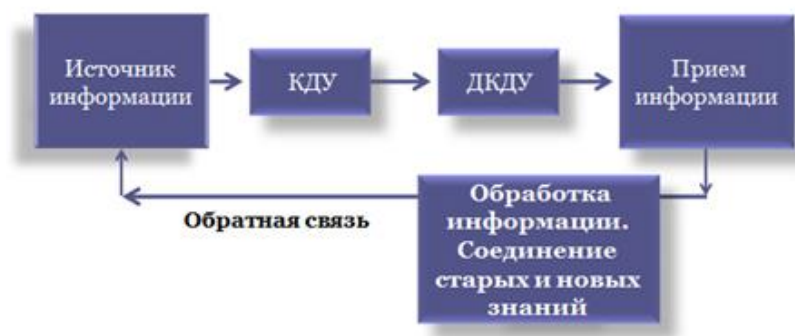 Источник
информации
КДУ
ДКДУ
Прием
информации
Обратная связь
Обработка
информации.
Соединение
старых и новых
знаний